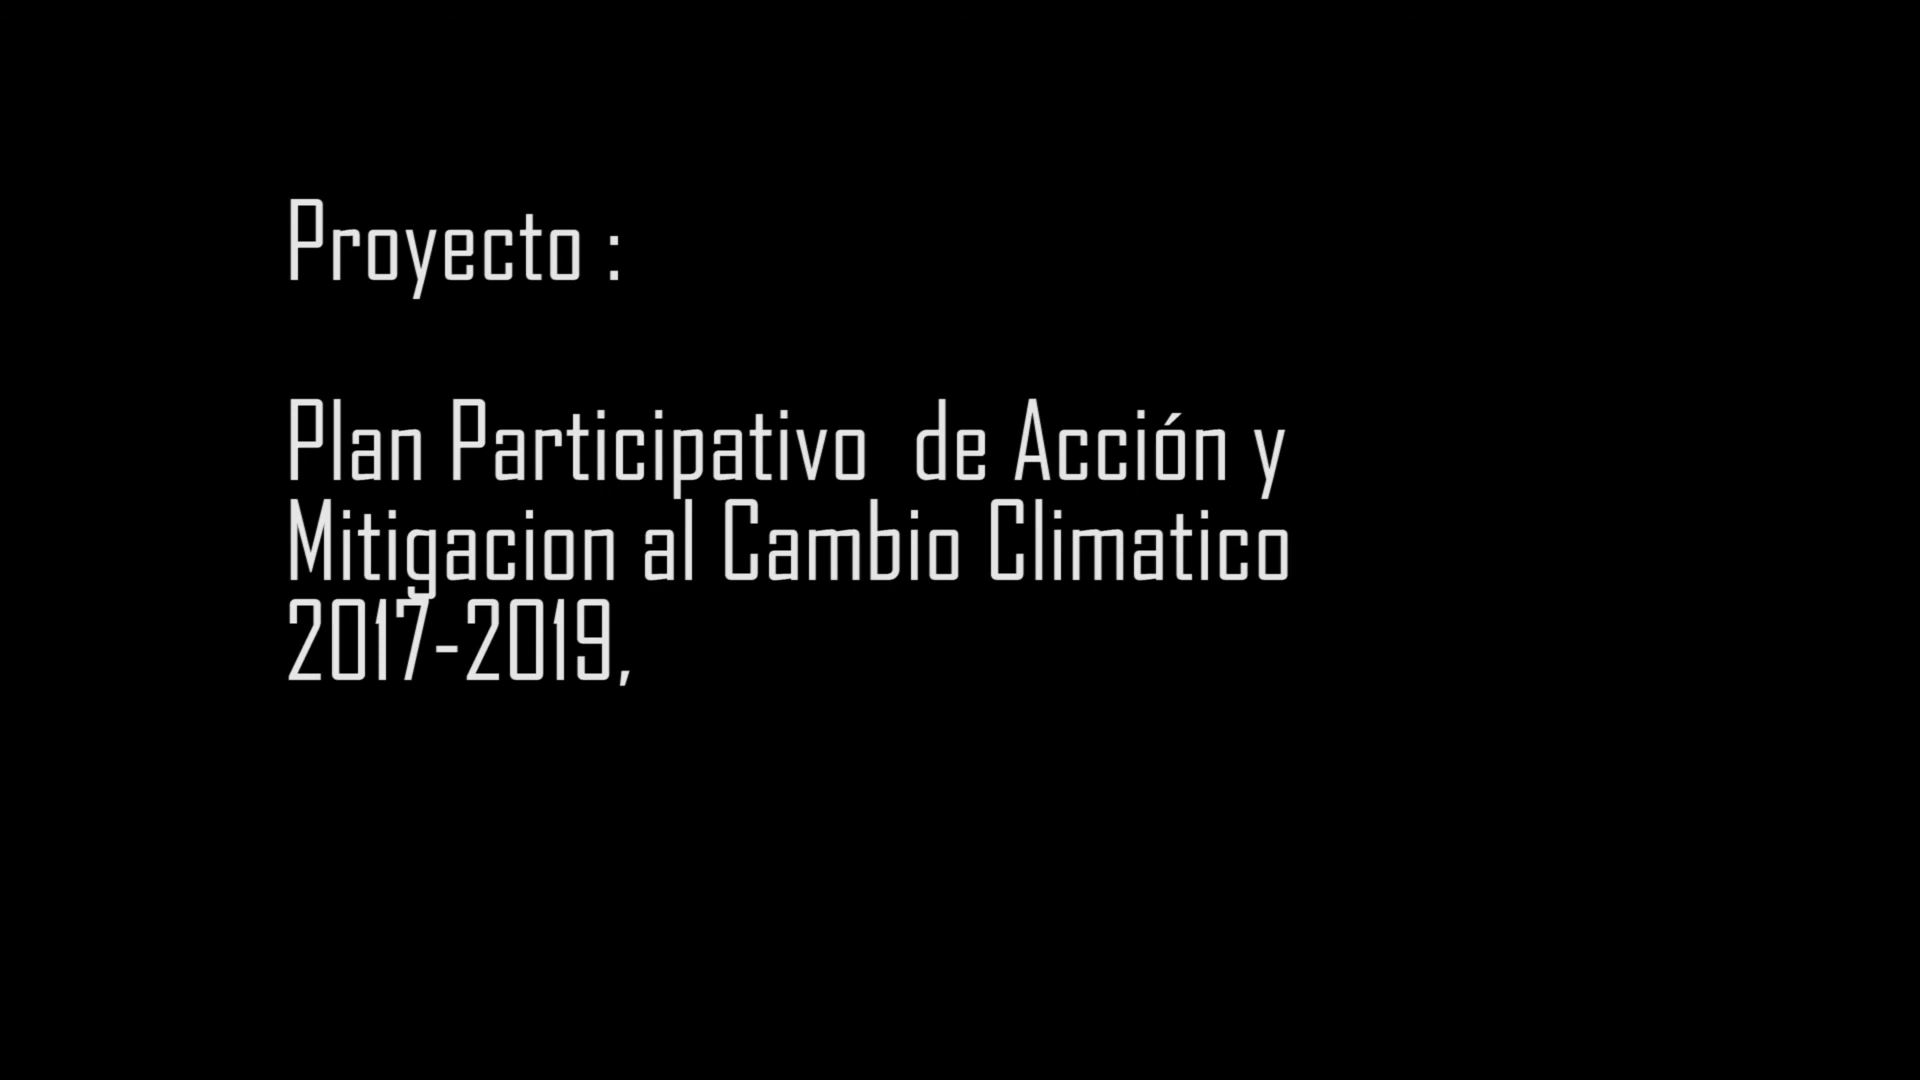 Proyecto :
Plan Participativo  de Acción y
Mitigacion al Cambio Climatico
2017-2019,